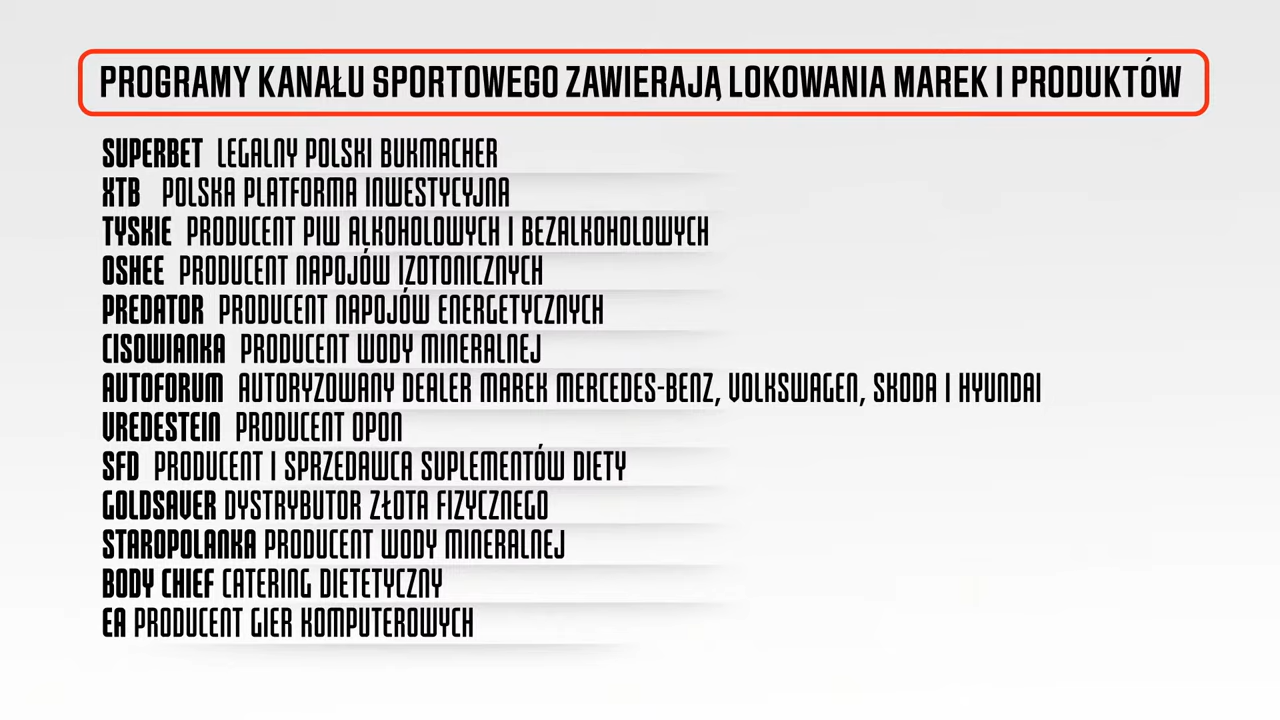 PROGRAMY KANAŁU SPORTOWEGO ZAWIERAJĄ LOKOWANIA MAREK I PRODUKTÓW
SUPERBET LEGALNY POLSKI BUKMACHER
XTB POLSKA PLATFORMA INWESTYCYJNA
TYSKIE PRODUCENT PIW ALKOHOLOWYCH I BEZALKOHOLOWYCH
OSHEE PRODUCENT NAPOJÓW IZOTONICZNYCH
PREDATOR PRODUCENT NAPOJÓW ENERGETYCZNYCH
CISOWIANKA PRODUCENT WODY MINERALNEJ
AUTOFORUM AUTORYZOWANY DEALER MAREK MERCEDES-BENZ, VOLKSWAGEN, SKODA I HYUNDAI
VREDESTEIN PRODUCENT OPON
SFD PRODUCENT I SPRZEDAWCA SUPLEMENTÓW DIETY
GOLDSAVER DYSTRYBUTOR ZŁOTA FIZYCZNEGO
STAROPOLANKA PRODUCENT WODY MINERALNEJ
BODY CHIEF CATERING DIETETYCZNY
EA PRODUCENT GIER KOMPUTEROWYCH